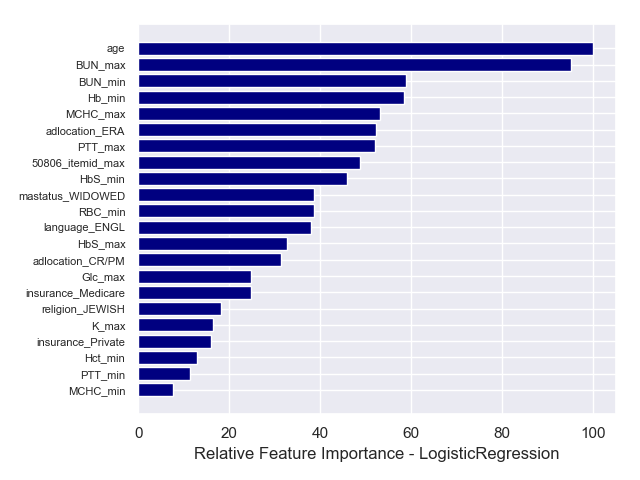 age
BUN_max
BUN_min
Hb_min
MCHC_max
adlocation_ERA
PTT_max
50806_itemid_max
HbS_min
mastatus_WIDOWED
RBC_min
language_ENGL
HbS_max
adlocation_CR/PM
Glc_max
insurance_Medicare
religion_JEWISH
K_max
insurance_Private
Hct_min
PTT_min
MCHC_min
0 20 40 60 80 100
Relative Feature Importance - LogisticRegression